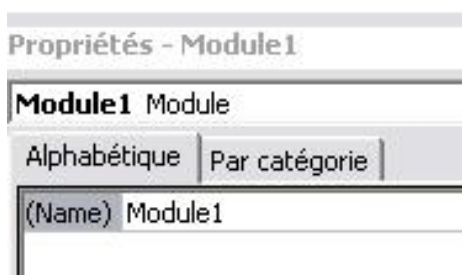 Propriétés - Module1
Module1 Module
Alphabétique Par catégorie
(Name) Module1